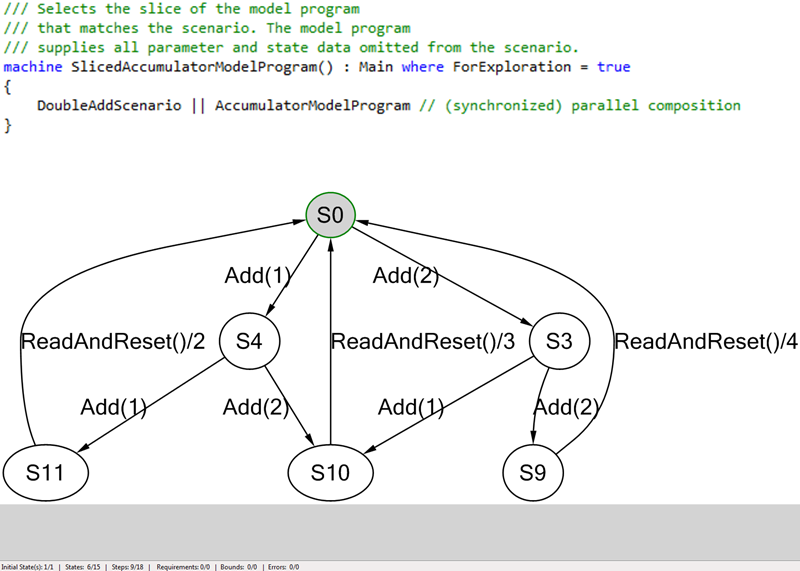 /// Selects the slice of the model program
/// that matches the scenario. The model program
/// supplies all parameter and state data omitted from the scenario.
machine SlicedAccumulatorModelProgram() : Main where ForExploration = true
{
    DoubleAddScenario || AccumulatorModelProgram // (synchronized) parallel composition
}
S0
Add(1) Add(2)
ReadAndReset()/2 S4 ReadAndReset()/3 S3 ReadAndReset()/4
Add(1) Add(2) Add(1) Add(2)
S11 S10 S9
Initial State(s): 1/1 | States: 6/15 | Steps: 9/18 | Requirements: 0/0 | Bounds: 0/0 | Errors: 0/0